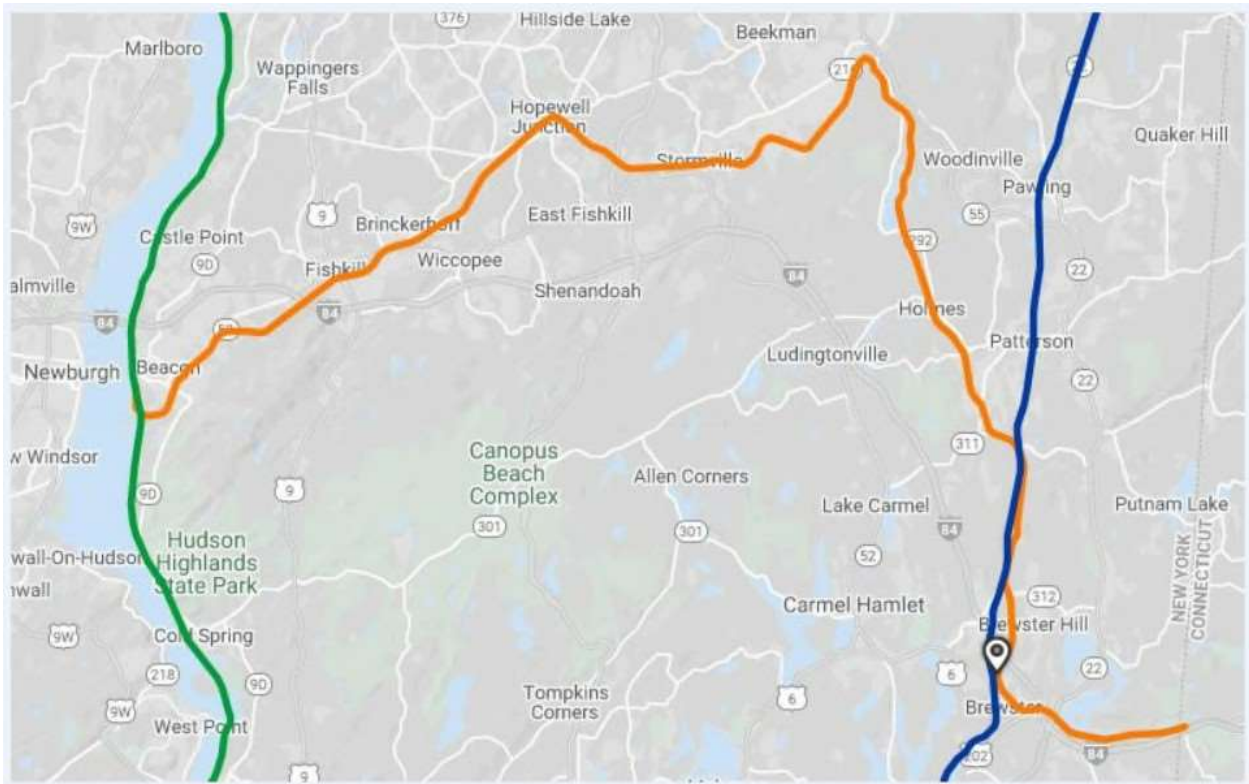 376
Hillside Lake
Marlboro
Beekman
Wappingers
Falls
216
22
Hopewell
Junction
Quaker Hill
Stormville
Woodinville
Pawling
9W
9
Brinckerhoff
East Fishkill
55
Castle Point
292
9D
Fishkill
Wiccopee
22
84
almville
Shenandoah
84
84
52
Holmes
Patterson
Ludingtonville
Newburgh
Beacon
22
w Windsor
311
Canopus
Beach
Complex
Allen Corners
9D
9
Lake Carmel
Putnam Lake
301
301
84
Hudson
Highlands
State Park
wall-On-Hudson
52
NEW YORK
CONNECTICUT
nwall
312
Carmel Hamlet
Brewster Hill
9W
Cold Spring
22
218
9D
6
Tompkins
Corners
6
9W
West Point
Brewster
84
202
9